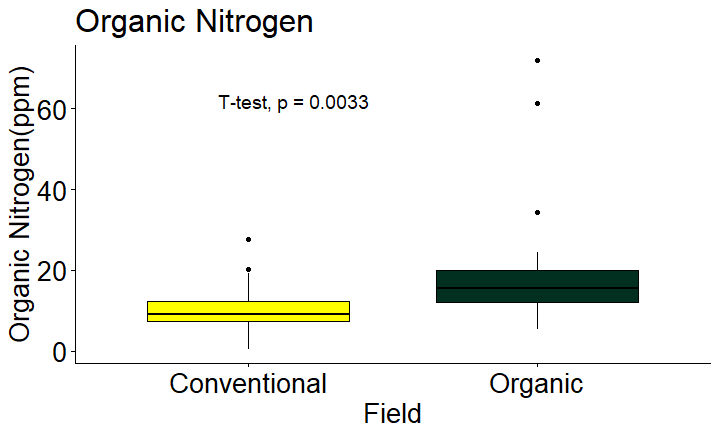 Organic Nitrogen
Organic Nitrogen(ppm)
60
40
20
0
T-test, p = 0.0033
Conventional
Organic
Field